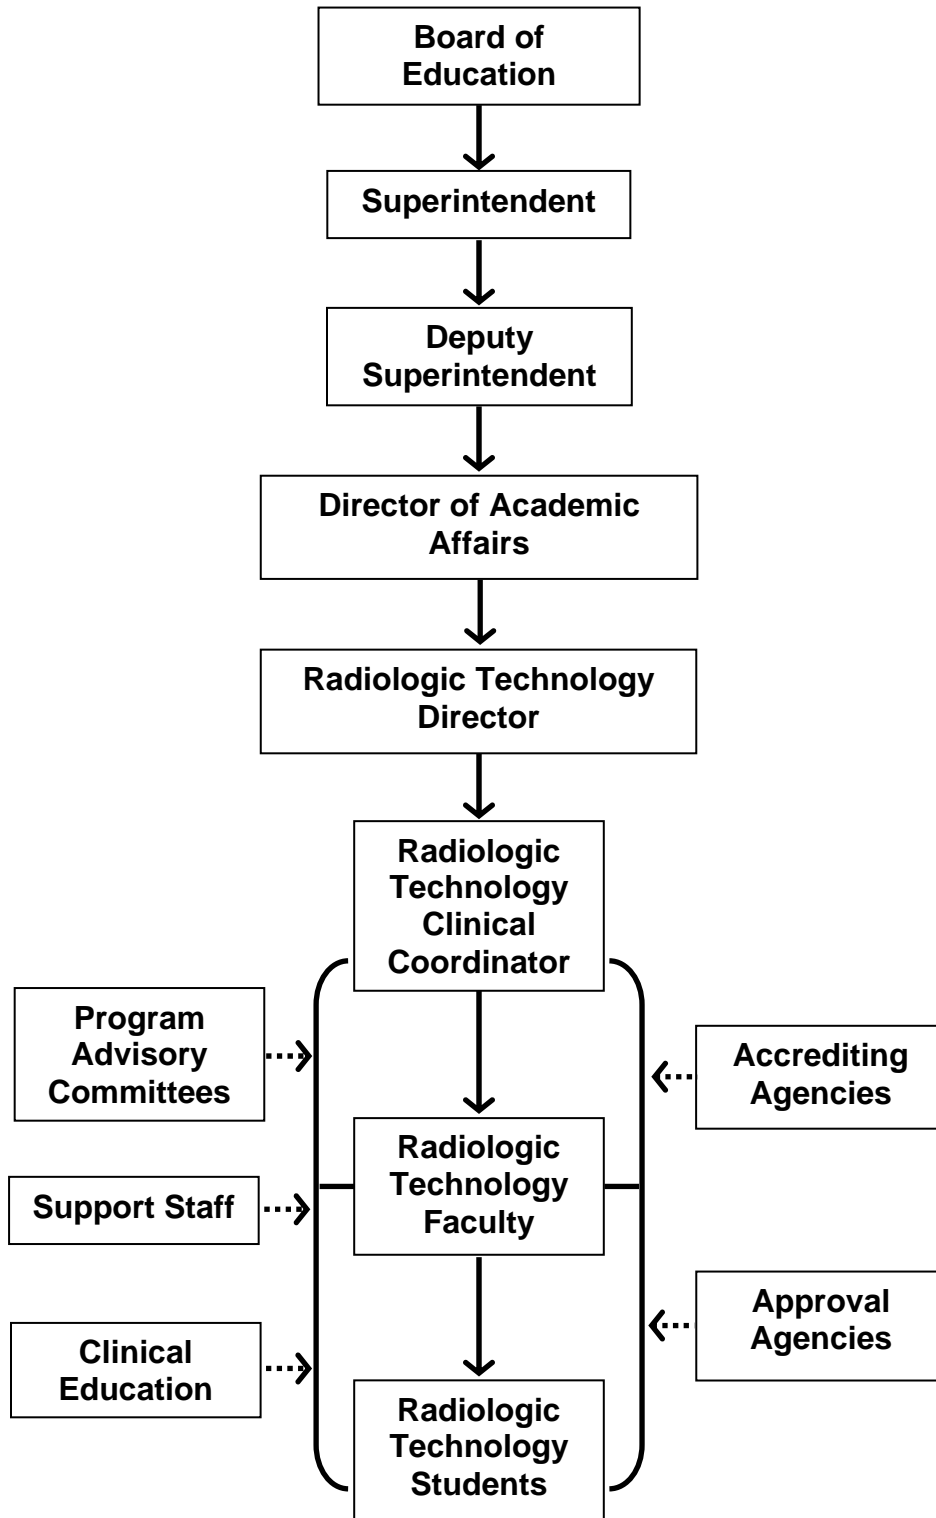 Board of
Education
Superintendent
Deputy
Superintendent
Director of Academic
Affairs
Radiologic Technology
Director
Radiologic
Technology
Clinical
Coordinator
Program
Advisory
Committees
Accrediting
Agencies
Radiologic
Technology
Faculty
Support Staff
Approval
Agencies
Clinical
Education
Radiologic
Technology
Students